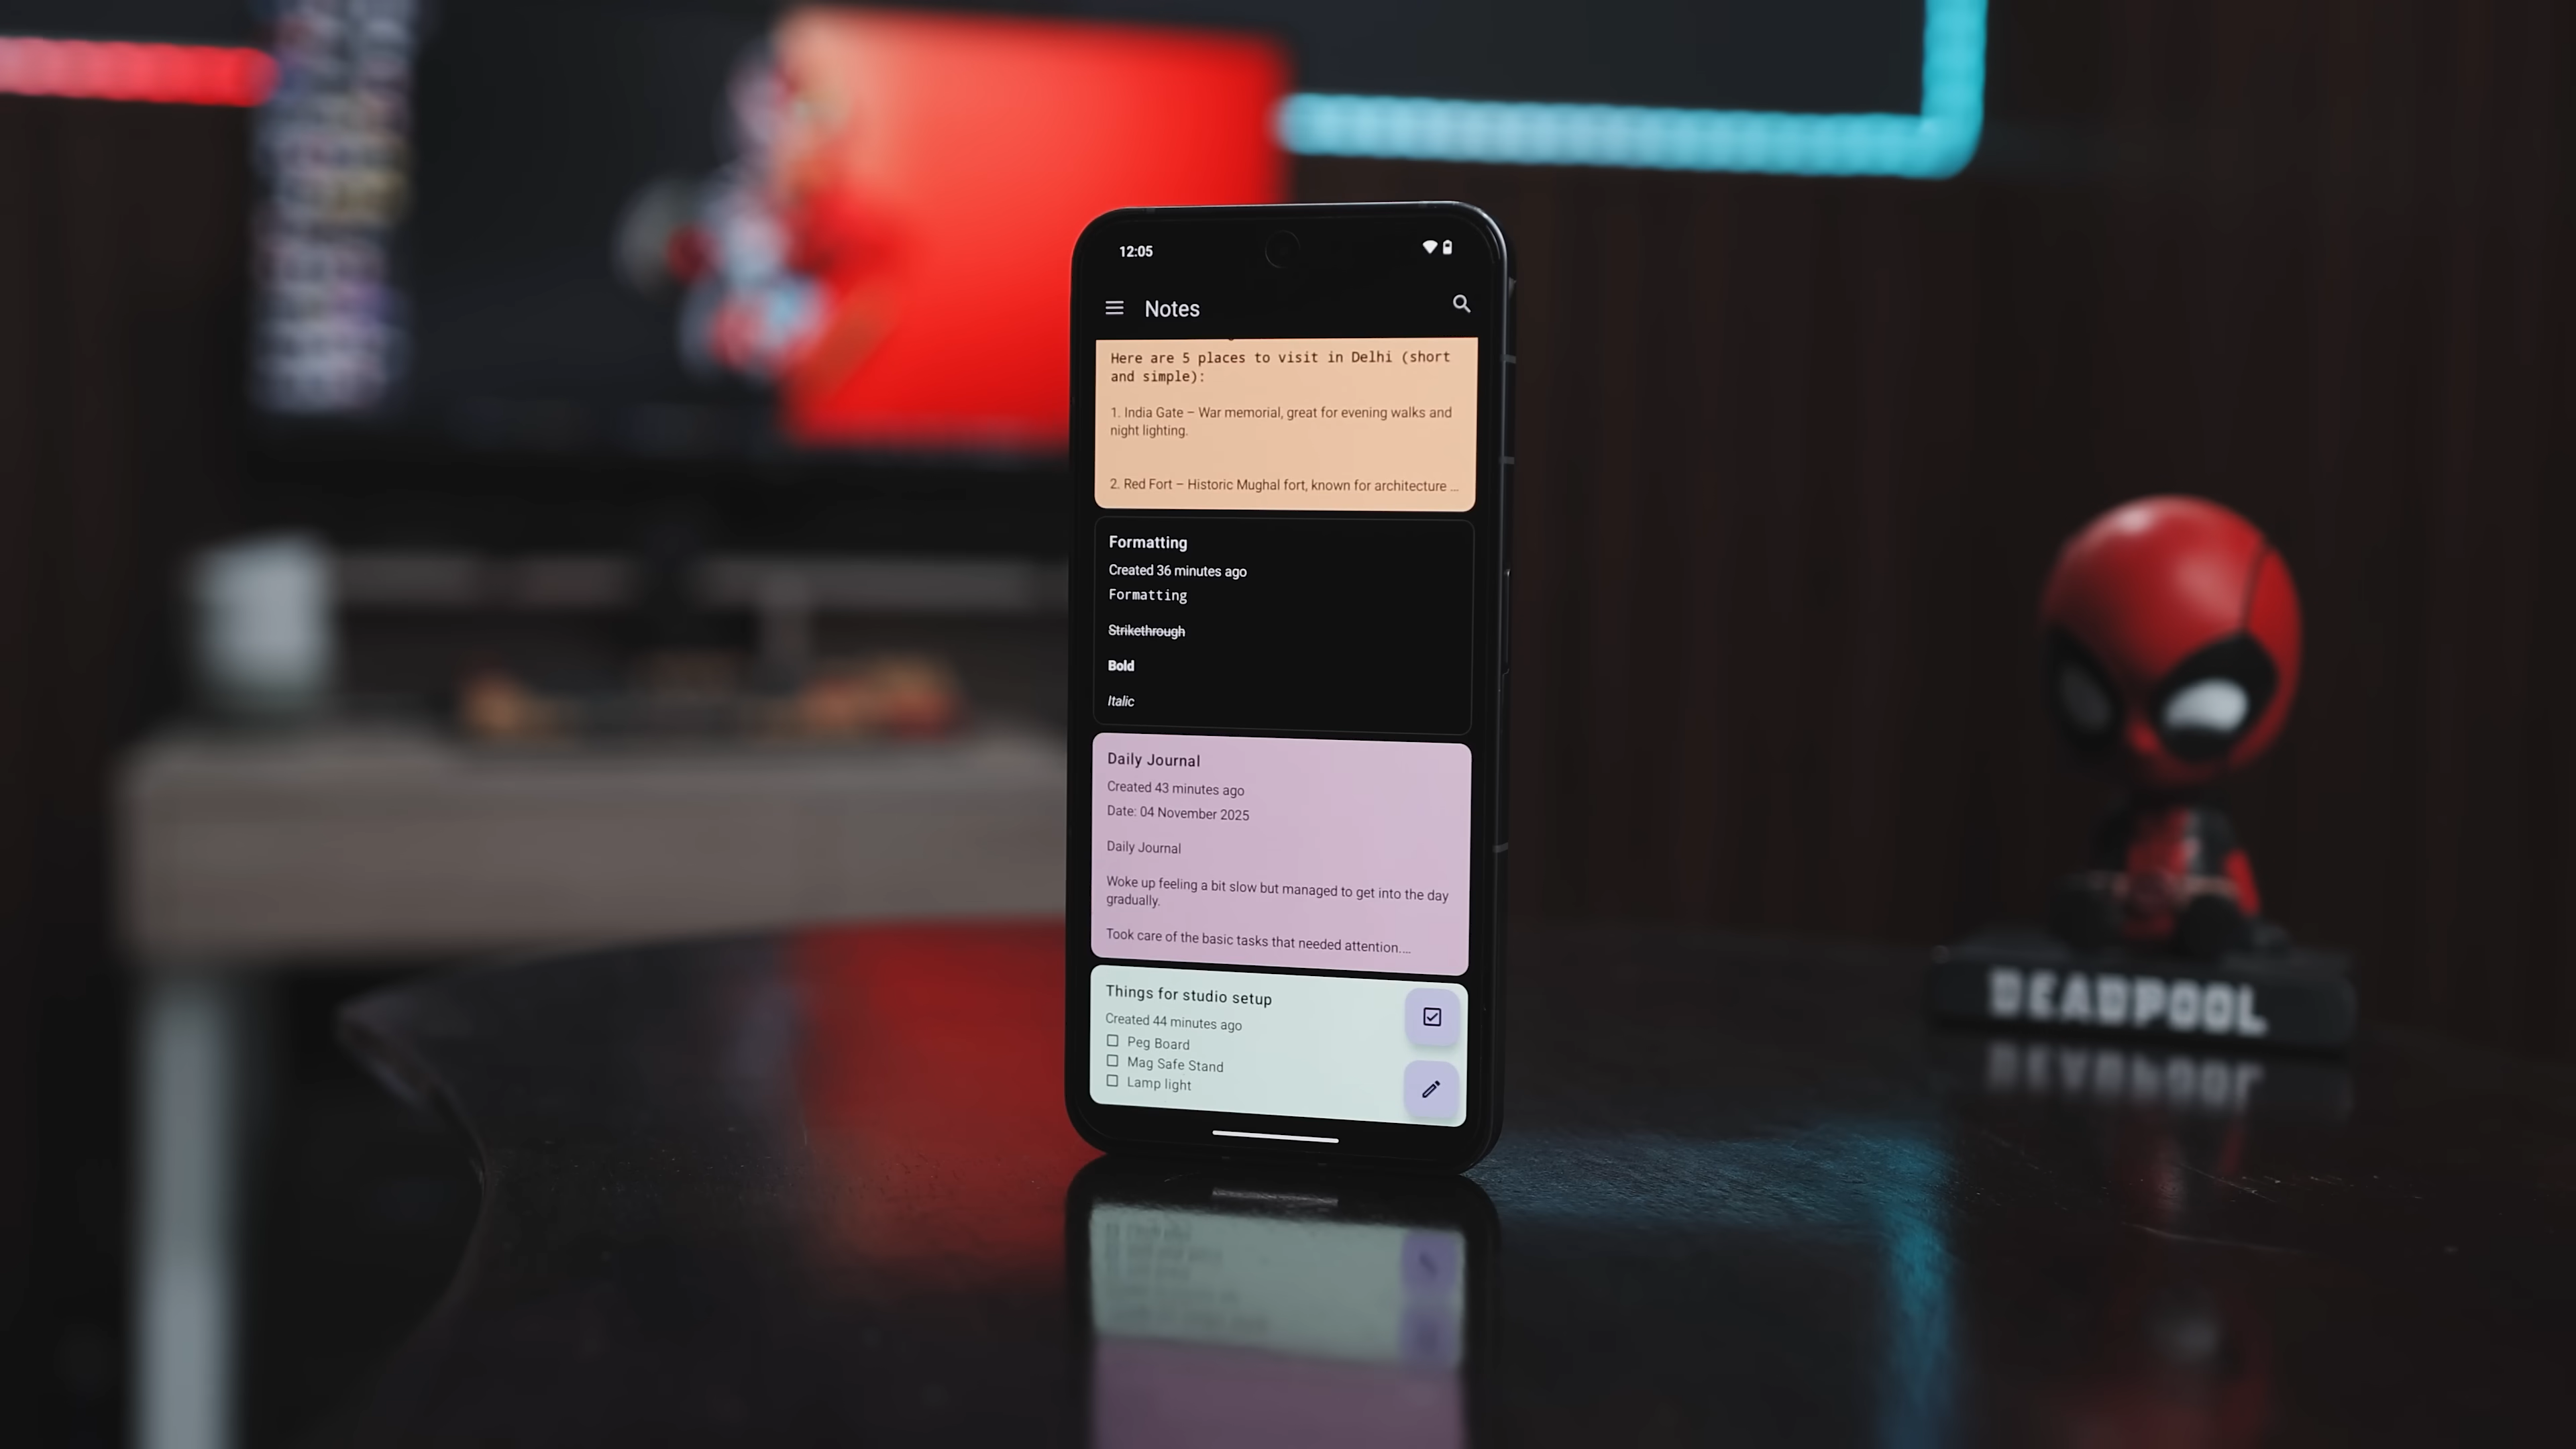 12:05
Notes
Here are 5 places to visit in Delhi (short
and simple):
1. India Gate – War memorial, great for evening walks and
night lighting.
2. Red Fort – Historic Mughal fort, known for architecture ...
Formatting
Created 36 minutes ago
Formatting
Strikethrough
Bold
Italic
Daily Journal
Created 43 minutes ago
Date: 04 November 2025
Daily Journal
Woke up feeling a bit slow but managed to get into the day
gradually.
Took care of the basic tasks that needed attention....
Things for studio setup
Created 44 minutes ago
Peg Board
Mag Safe Stand
Lamp light
DEADPOOL